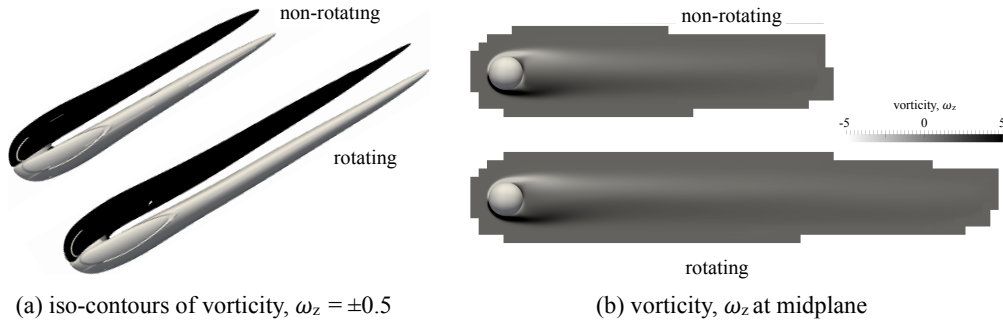 non-rotating
rotating
(a) iso-contours of vorticity, ωz = ±0.5
non-rotating
vorticity, ωz
-5 0 5
rotating
(b) vorticity, ωz at midplane